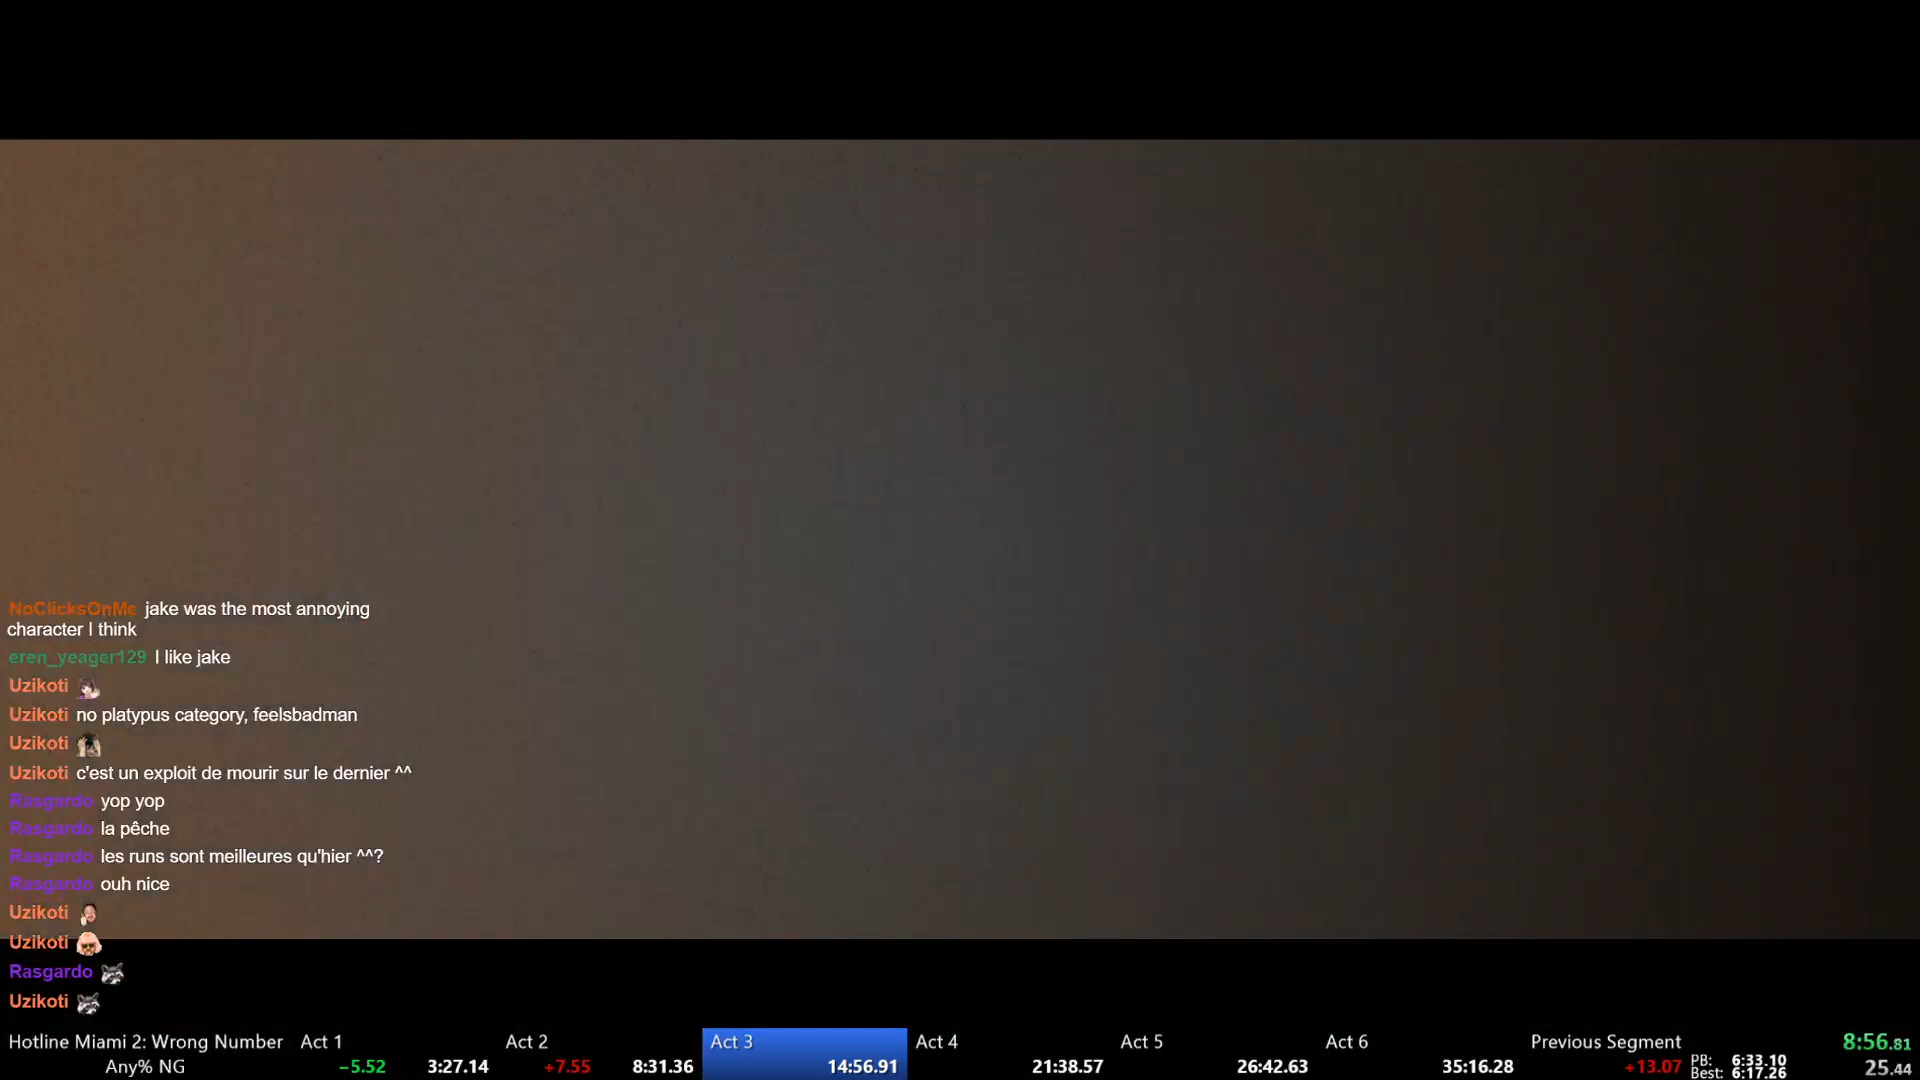 NoClicksOnMe jake was the most annoying
character I think
eren_yeager129 I like jake
Uzikoti
Uzikoti no platypus category, feelsbadman
Uzikoti
Uzikoti c'est un exploit de mourir sur le dernier ^^
Rasgardo yop yop
Rasgardo la pêche
Rasgardo les runs sont meilleures qu'hier ^^?
Rasgardo ouh nice
Uzikoti
Uzikoti
Rasgardo
Uzikoti
Hotline Miami 2: Wrong Number Act 1 Act 2 Act 3 Act 4 Act 5 Act 6 Previous Segment 8:56.81
Any% NG −5.52 3:27.14 +7.55 8:31.36 14:56.91 21:38.57 26:42.63 35:16.28 +13.07 PB: 6:33.10
Best: 6:17.26 25.44